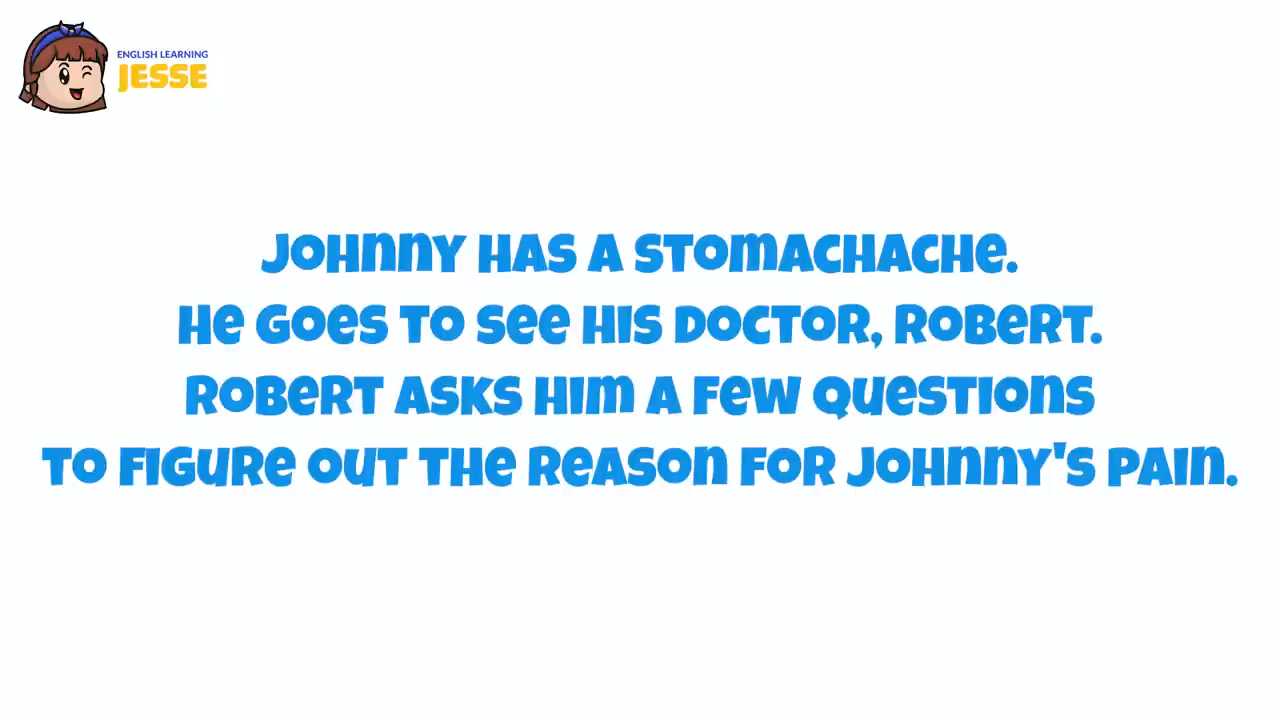 ENGLISH LEARNING
JESSE
Johnny has a stomachache.
He goes to see his doctor, Robert.
Robert asks him a few questions
to figure out the reason for Johnny's pain.